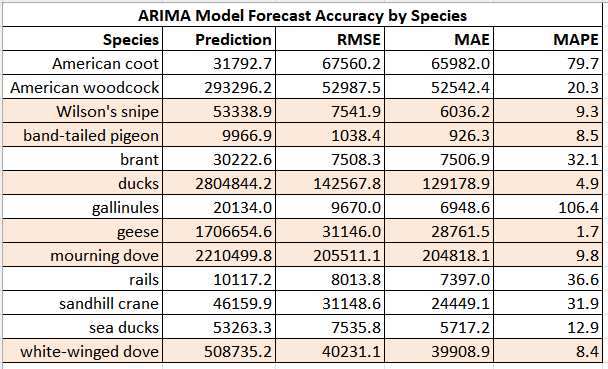 ARIMA Model Forecast Accuracy by Species
Species Prediction RMSE MAE MAPE
American coot 31792.7 67560.2 65982.0 79.7
American woodcock 293296.2 52987.5 52542.4 20.3
Wilson's snipe 53338.9 7541.9 6036.2 9.3
band-tailed pigeon 9966.9 1038.4 926.3 8.5
brant 30222.6 7508.3 7506.9 32.1
ducks 2804844.2 142567.8 129178.9 4.9
gallinules 20134.0 9670.0 6948.6 106.4
geese 1706654.6 31146.0 28761.5 1.7
mourning dove 2210499.8 205511.1 204818.1 9.8
rails 10117.2 8013.8 7397.0 36.6
sandhill crane 46159.9 31148.6 24449.1 31.9
sea ducks 53263.3 7535.8 5717.2 12.9
white-winged dove 508735.2 40231.1 39908.9 8.4